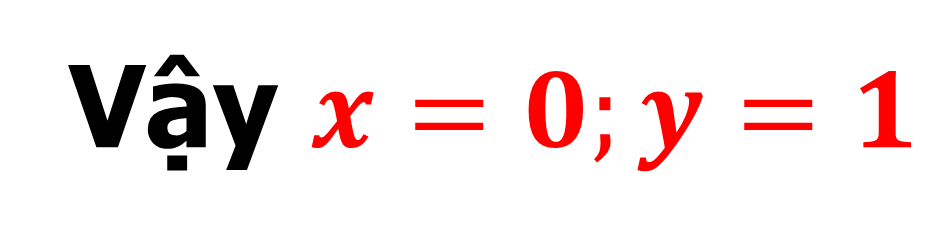 Vậy x = 0; y = 1